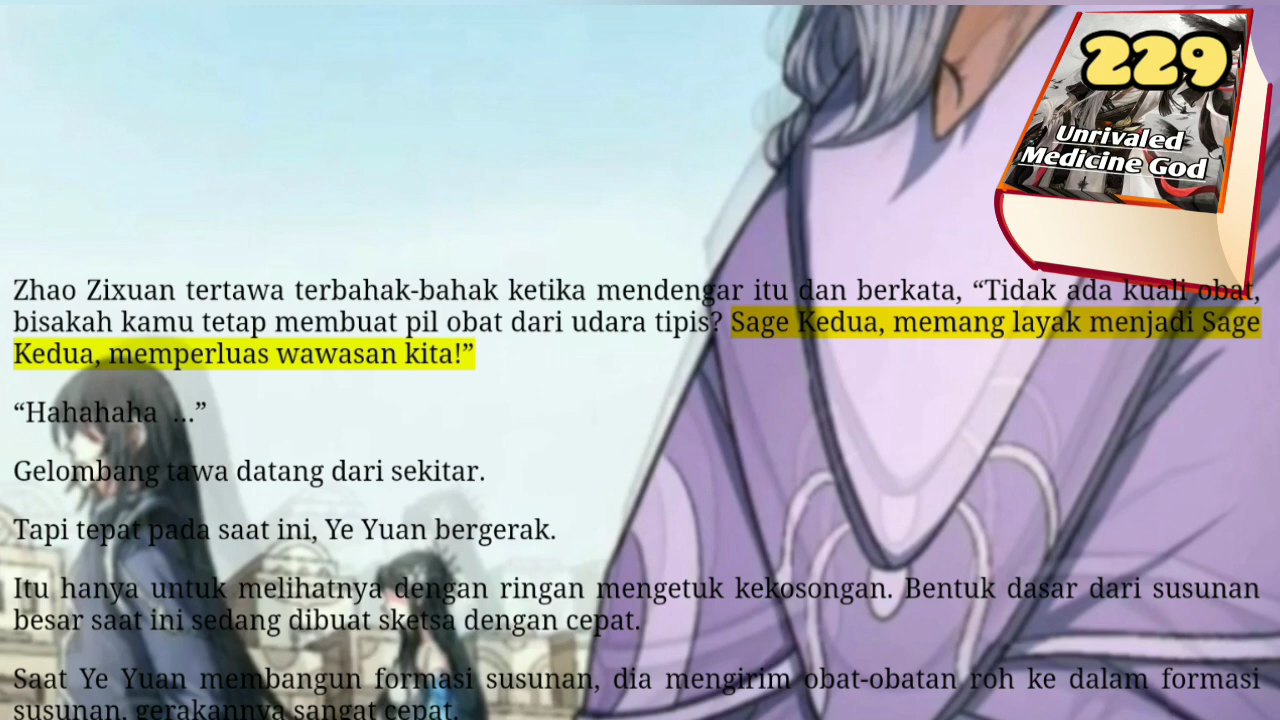 229
Unrivaled
Medicine God
Zhao Zixuan tertawa terbahak-bahak ketika mendengar itu dan berkata, “Tidak ada kuali obat,
bisakah kamu tetap membuat pil obat dari udara tipis? Sage Kedua, memang layak menjadi Sage
Kedua, memperluas wawasan kita!”
“Hahahaha …”
Gelombang tawa datang dari sekitar.
Tapi tepat pada saat ini, Ye Yuan bergerak.
Itu hanya untuk melihatnya dengan ringan mengetuk kekosongan. Bentuk dasar dari susunan
besar saat ini sedang dibuat sketsa dengan cepat.
Saat Ye Yuan membangun formasi susunan, dia mengirim obat-obatan roh ke dalam formasi
susunan, gerakannya sangat cepat.